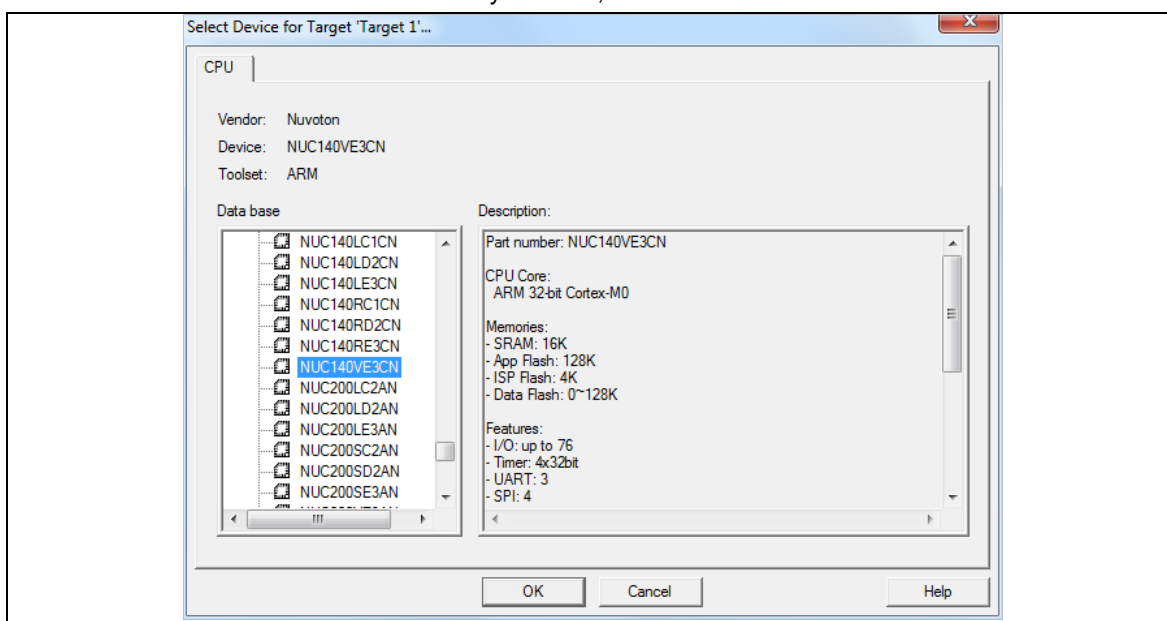 Select Device for Target 'Target 1'...
CPU
Vendor: Nuvoton
Device: NUC140VE3CN
Toolset: ARM
Data base
NUC140LC1CN
NUC140LD2CN
NUC140LE3CN
NUC140RC1CN
NUC140RD2CN
NUC140RE3CN
NUC140VE3CN
NUC200LC2AN
NUC200LD2AN
NUC200LE3AN
NUC200SC2AN
NUC200SD2AN
NUC200SE3AN
Description:
Part number: NUC140VE3CN
CPU Core:
ARM 32-bit Cortex-M0
Memories:
- SRAM: 16K
- App Flash: 128K
- ISP Flash: 4K
- Data Flash: 0~128K
Features:
- I/O: up to 76
- Timer: 4x32bit
- UART: 3
- SPI: 4
OK Cancel Help